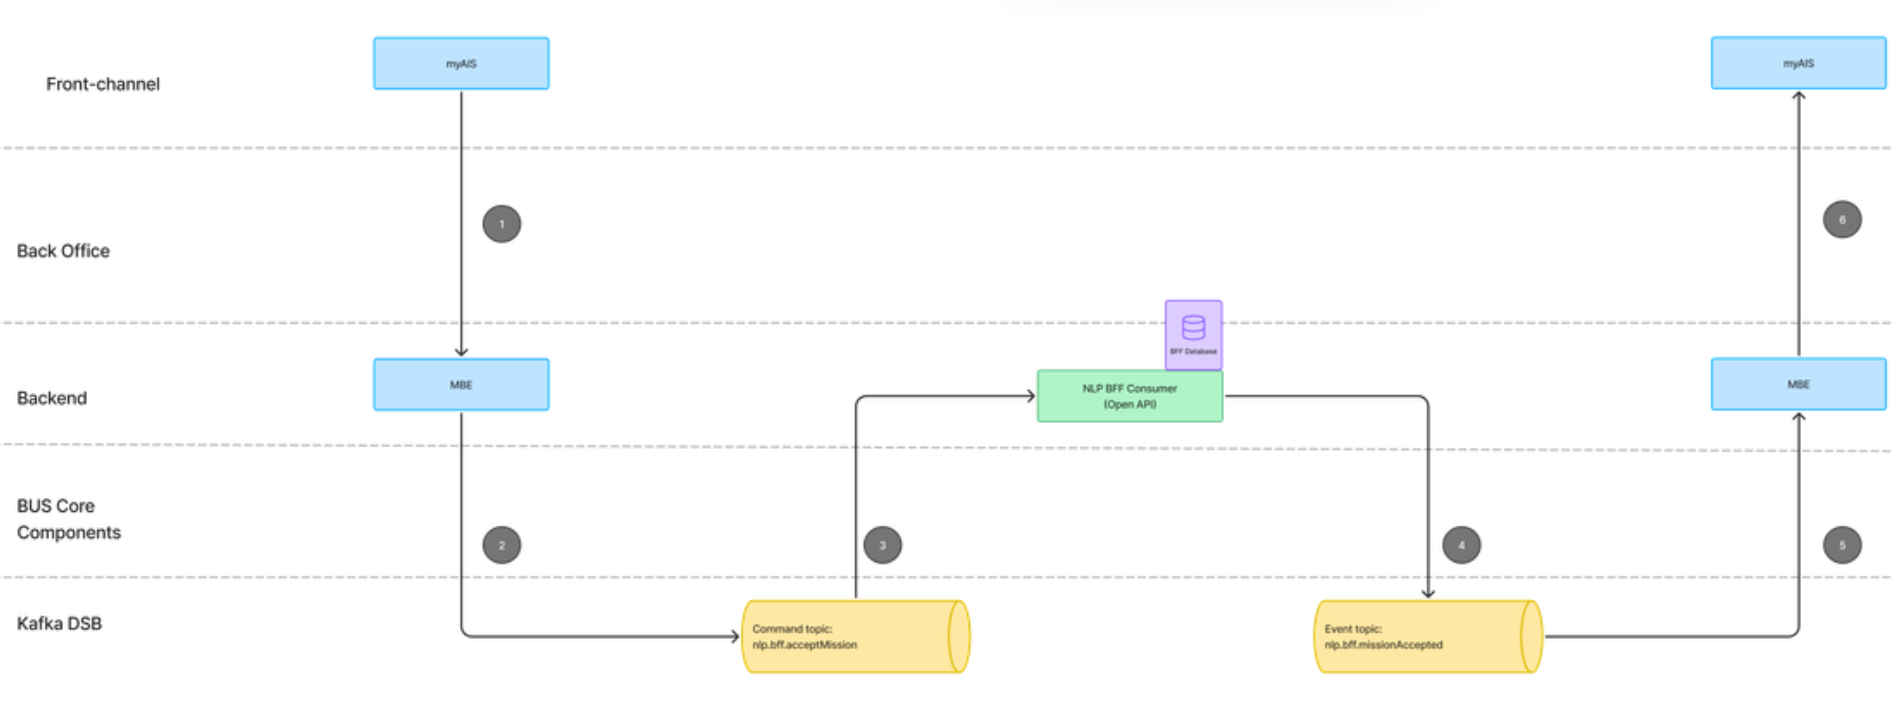 myAIS
myAIS
Front-channel
1
6
Back Office
BFF Database
MBE
NLP BFF Consumer
(Open API)
MBE
Backend
BUS Core
Components
2
3
4
5
Kafka DSB
Command topic:
nlp.bff.acceptMission
Event topic:
nlp.bff.missionAccepted